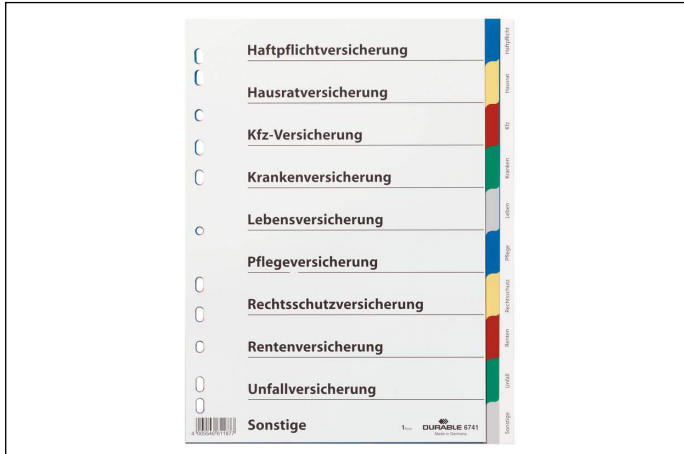 Haftpflichtversicherung
Hausratversicherung
Kfz-Versicherung
Krankenversicherung
Lebensversicherung
Pflegeversicherung
Rechtsschutzversicherung
Rentenversicherung
Unfallversicherung
Sonstige
DURABLE 6741
Made in Germany
Haftpflicht
Hausrat
Kfz
Kranken
Leben
Pflege
Rechtsschutz
Renten
Unfall
Sonstige